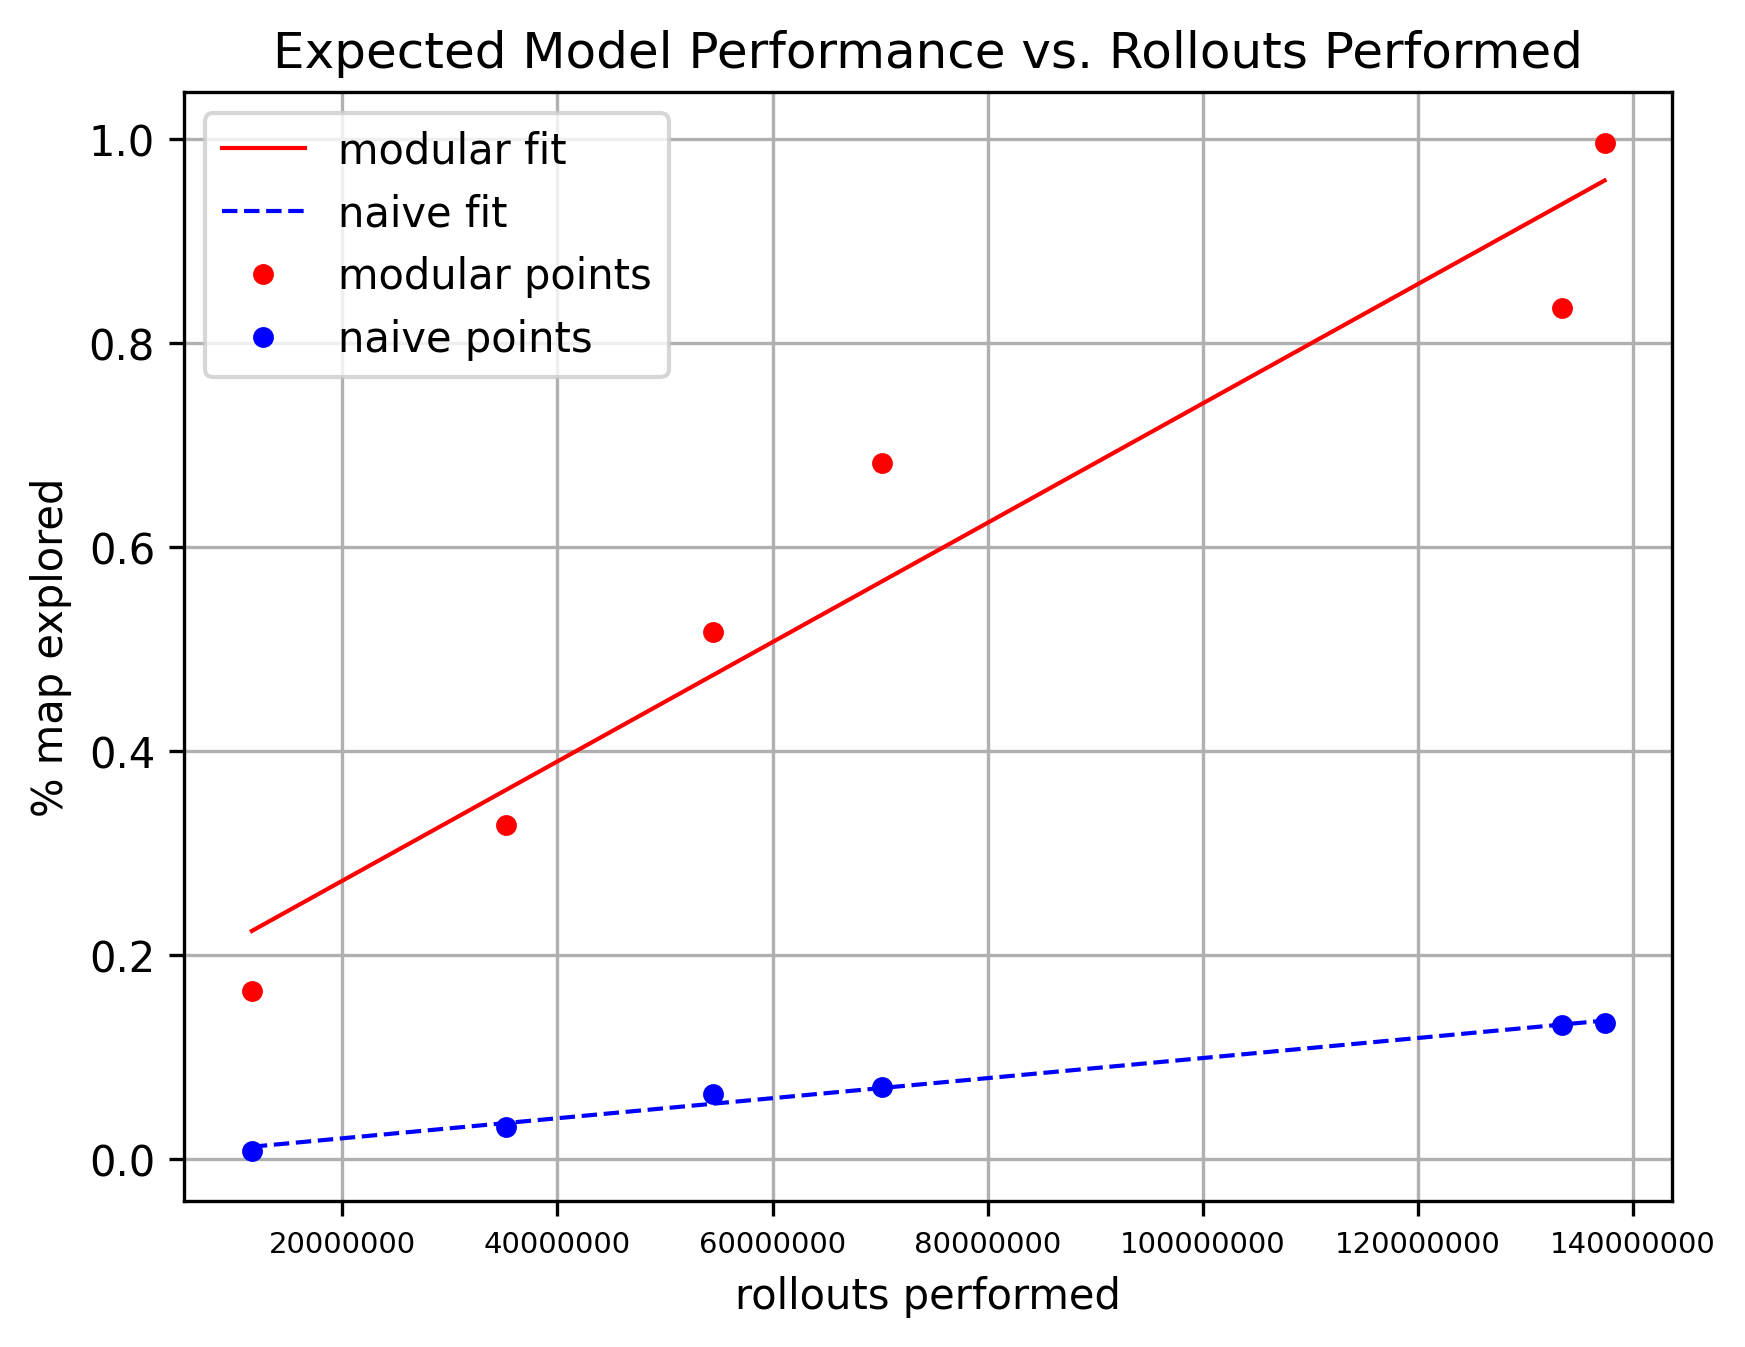 Expected Model Performance vs. Rollouts Performed
modular fit
naive fit
modular points
naive points
1.0
0.8
0.6
0.4
0.2
0.0
% map explored
20000000 40000000 60000000 80000000 100000000 120000000 140000000
rollouts performed